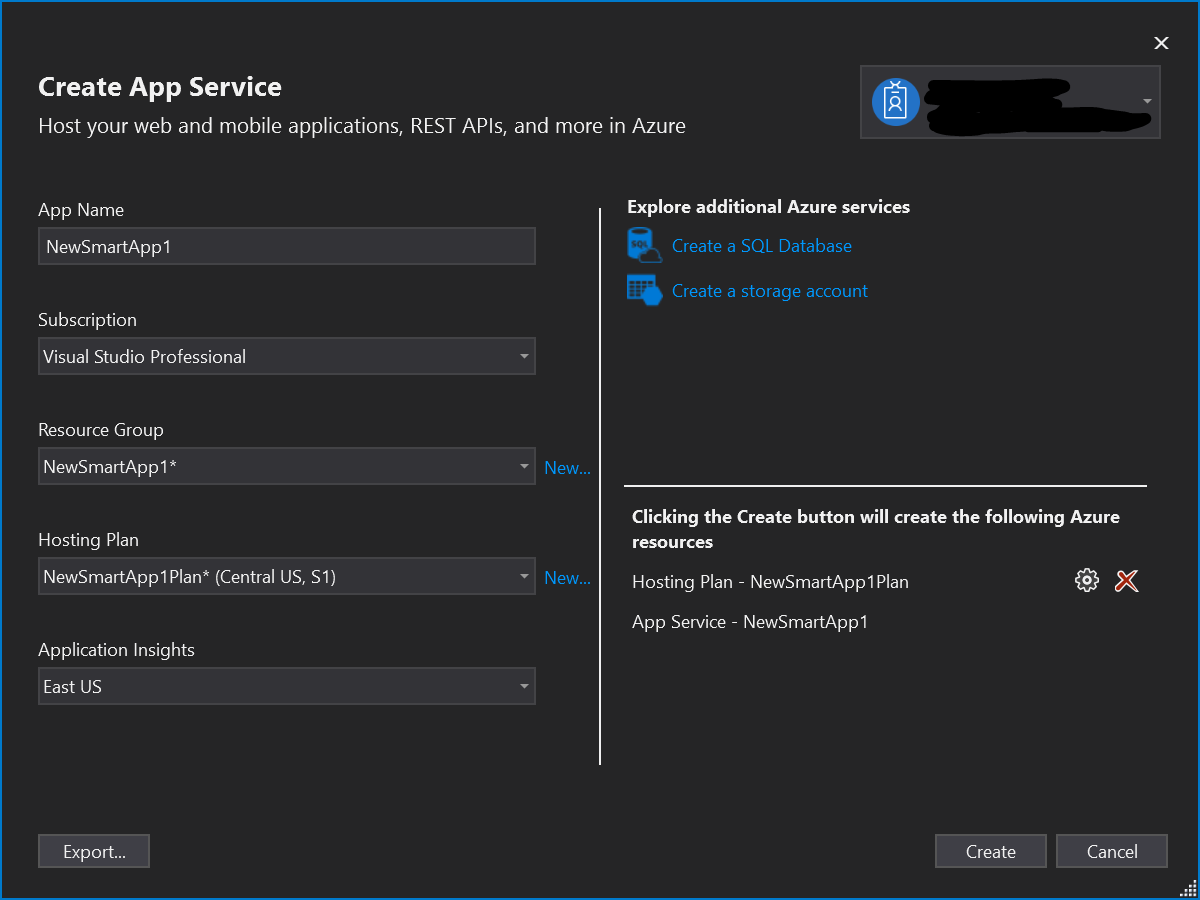 Create App Service
Host your web and mobile applications, REST APIs, and more in Azure
App Name
NewSmartApp1
Subscription
Visual Studio Professional
Resource Group
NewSmartApp1*
New...
Hosting Plan
NewSmartApp1Plan* (Central US, S1)
New...
Application Insights
East US
Explore additional Azure services
SQL
Create a SQL Database
Create a storage account
Clicking the Create button will create the following Azure
resources
Hosting Plan - NewSmartApp1Plan
App Service - NewSmartApp1
Export...
Create
Cancel